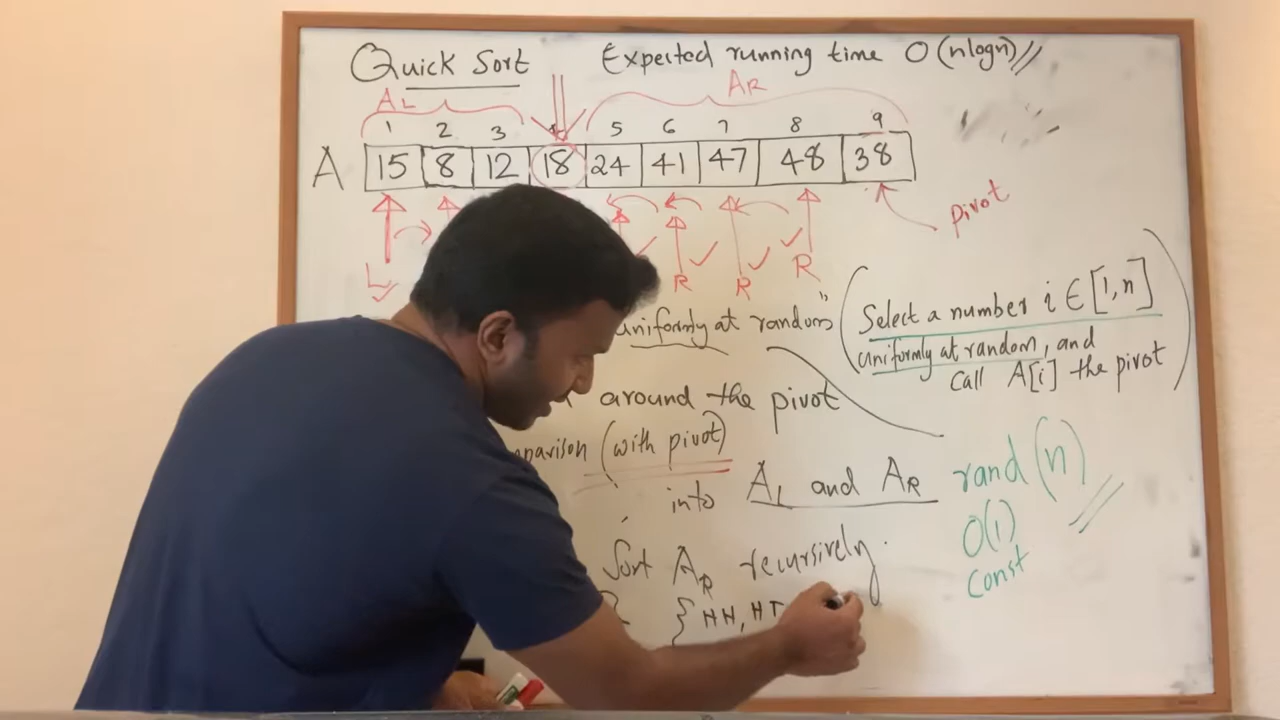 Quick Sort Expected running time O(nlogn)
AL AR
1 2 3 5 6 7 8 9
A 15 8 12 18 24 41 47 48 38
pivot
L R R R
uniformly at random" (Select a number i ∈ [1,n]
uniformly at random, and
call A[i] the pivot)
around the pivot
(with pivot)
into AL and AR
rand(n)
O(1)
const
Sort AR recursively.
{ HH, HT